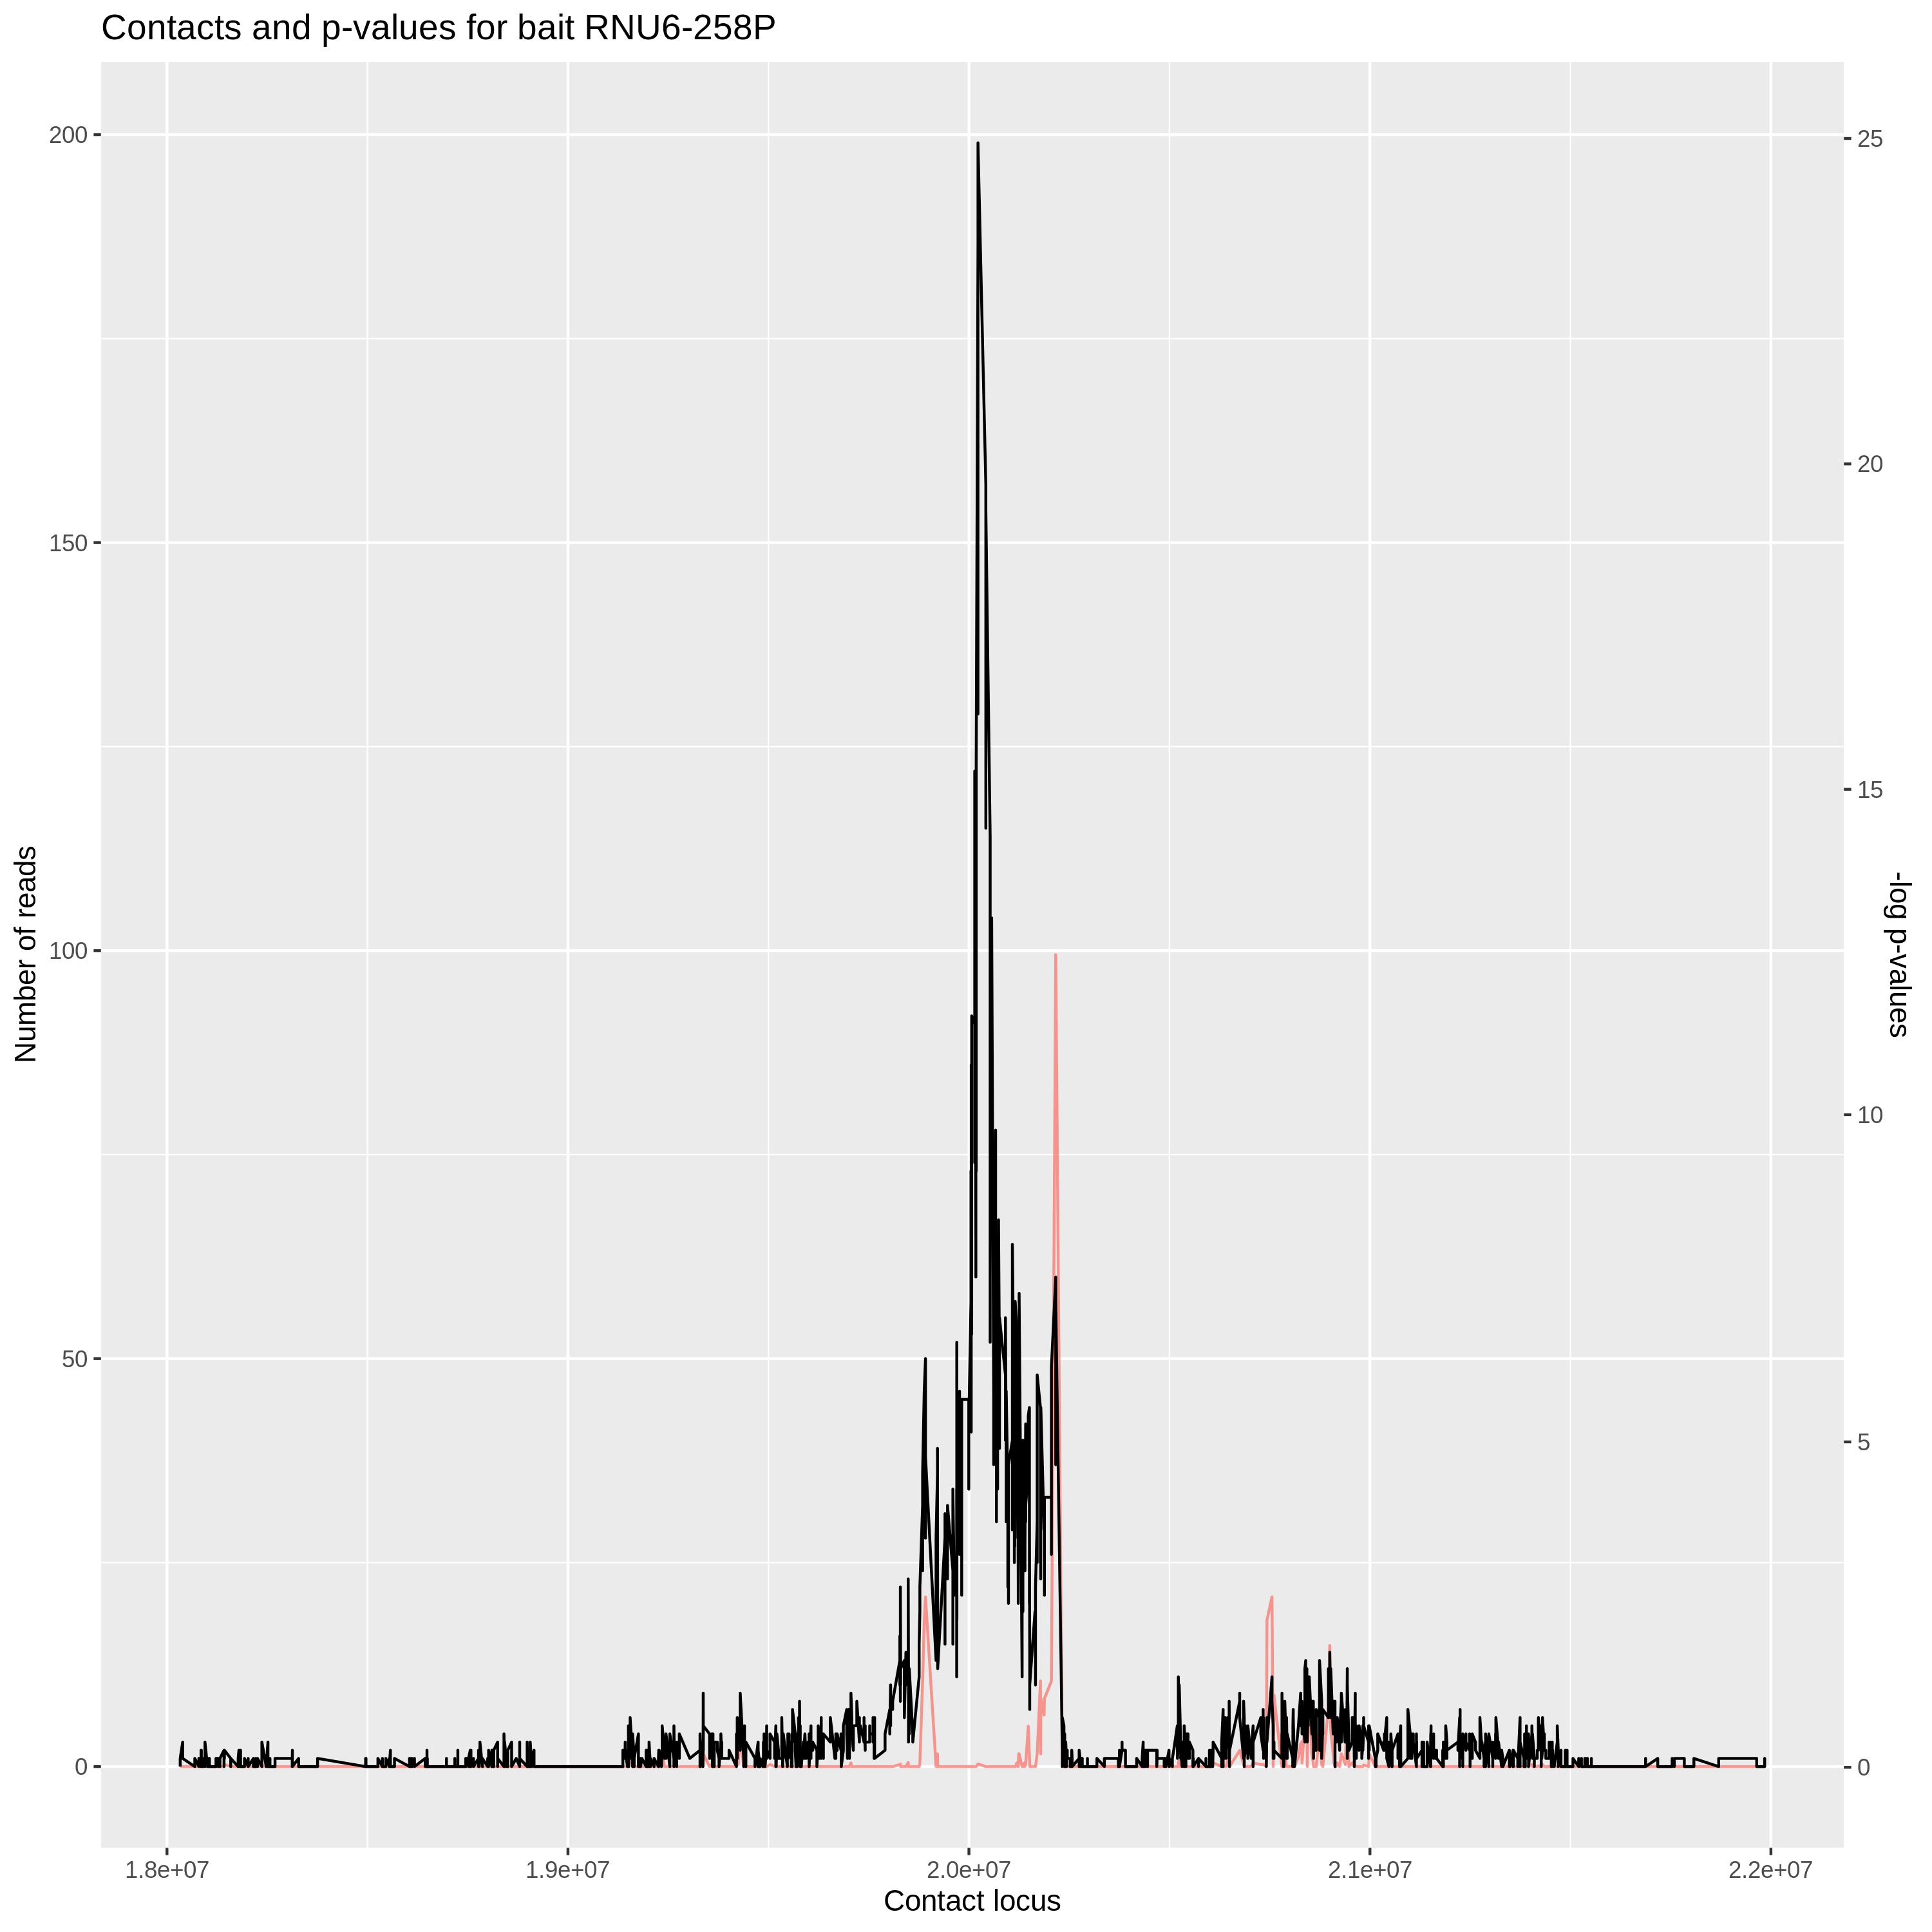 Contacts and p-values for bait RNU6-258P
200
150
100
50
0
Number of reads
25
20
15
10
5
0
-log p-values
1.8e+07
1.9e+07
2.0e+07
2.1e+07
2.2e+07
Contact locus